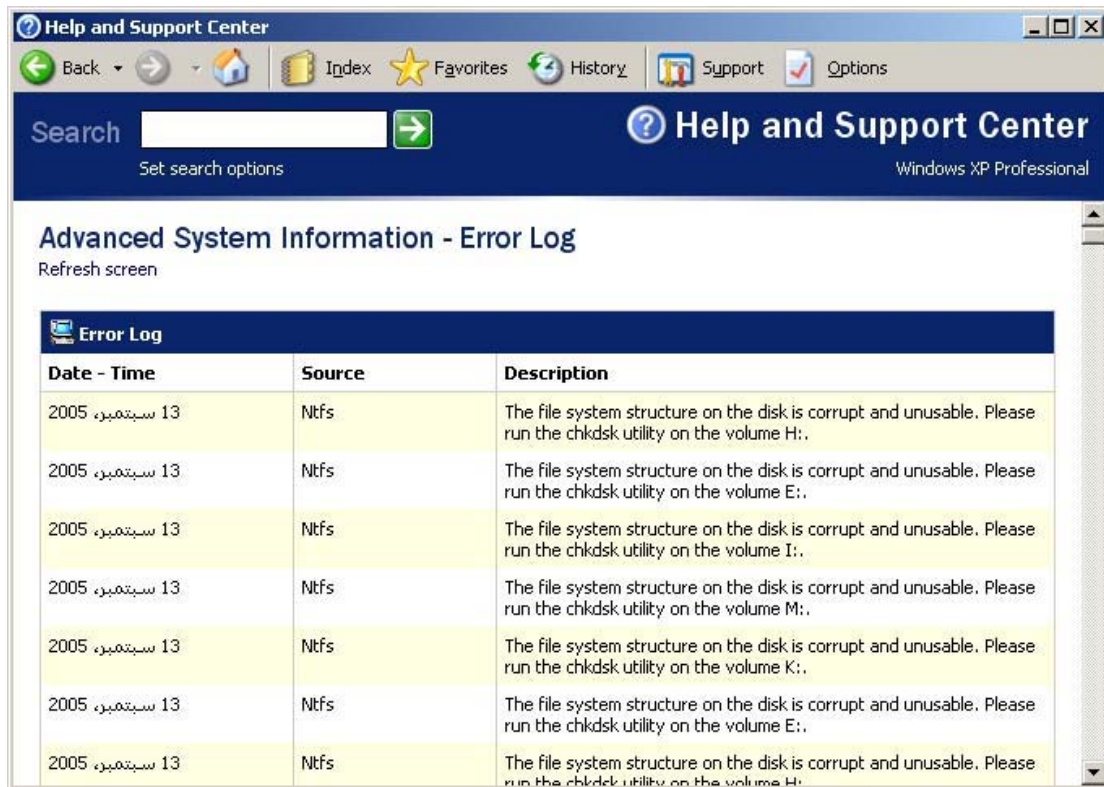 Help and Support Center
Back
Index
Favorites
History
Support
Options
Search
Set search options
Help and Support Center
Windows XP Professional
Advanced System Information - Error Log
Refresh screen
Error Log
Date - Time Source Description
13 سبتمبر، 2005 Ntfs The file system structure on the disk is corrupt and unusable. Please
run the chkdsk utility on the volume H:.
13 سبتمبر، 2005 Ntfs The file system structure on the disk is corrupt and unusable. Please
run the chkdsk utility on the volume E:.
13 سبتمبر، 2005 Ntfs The file system structure on the disk is corrupt and unusable. Please
run the chkdsk utility on the volume I:.
13 سبتمبر، 2005 Ntfs The file system structure on the disk is corrupt and unusable. Please
run the chkdsk utility on the volume M:.
13 سبتمبر، 2005 Ntfs The file system structure on the disk is corrupt and unusable. Please
run the chkdsk utility on the volume K:.
13 سبتمبر، 2005 Ntfs The file system structure on the disk is corrupt and unusable. Please
run the chkdsk utility on the volume E:.
13 سبتمبر، 2005 Ntfs The file system structure on the disk is corrupt and unusable. Please
run the chkdsk utility on the volume H: